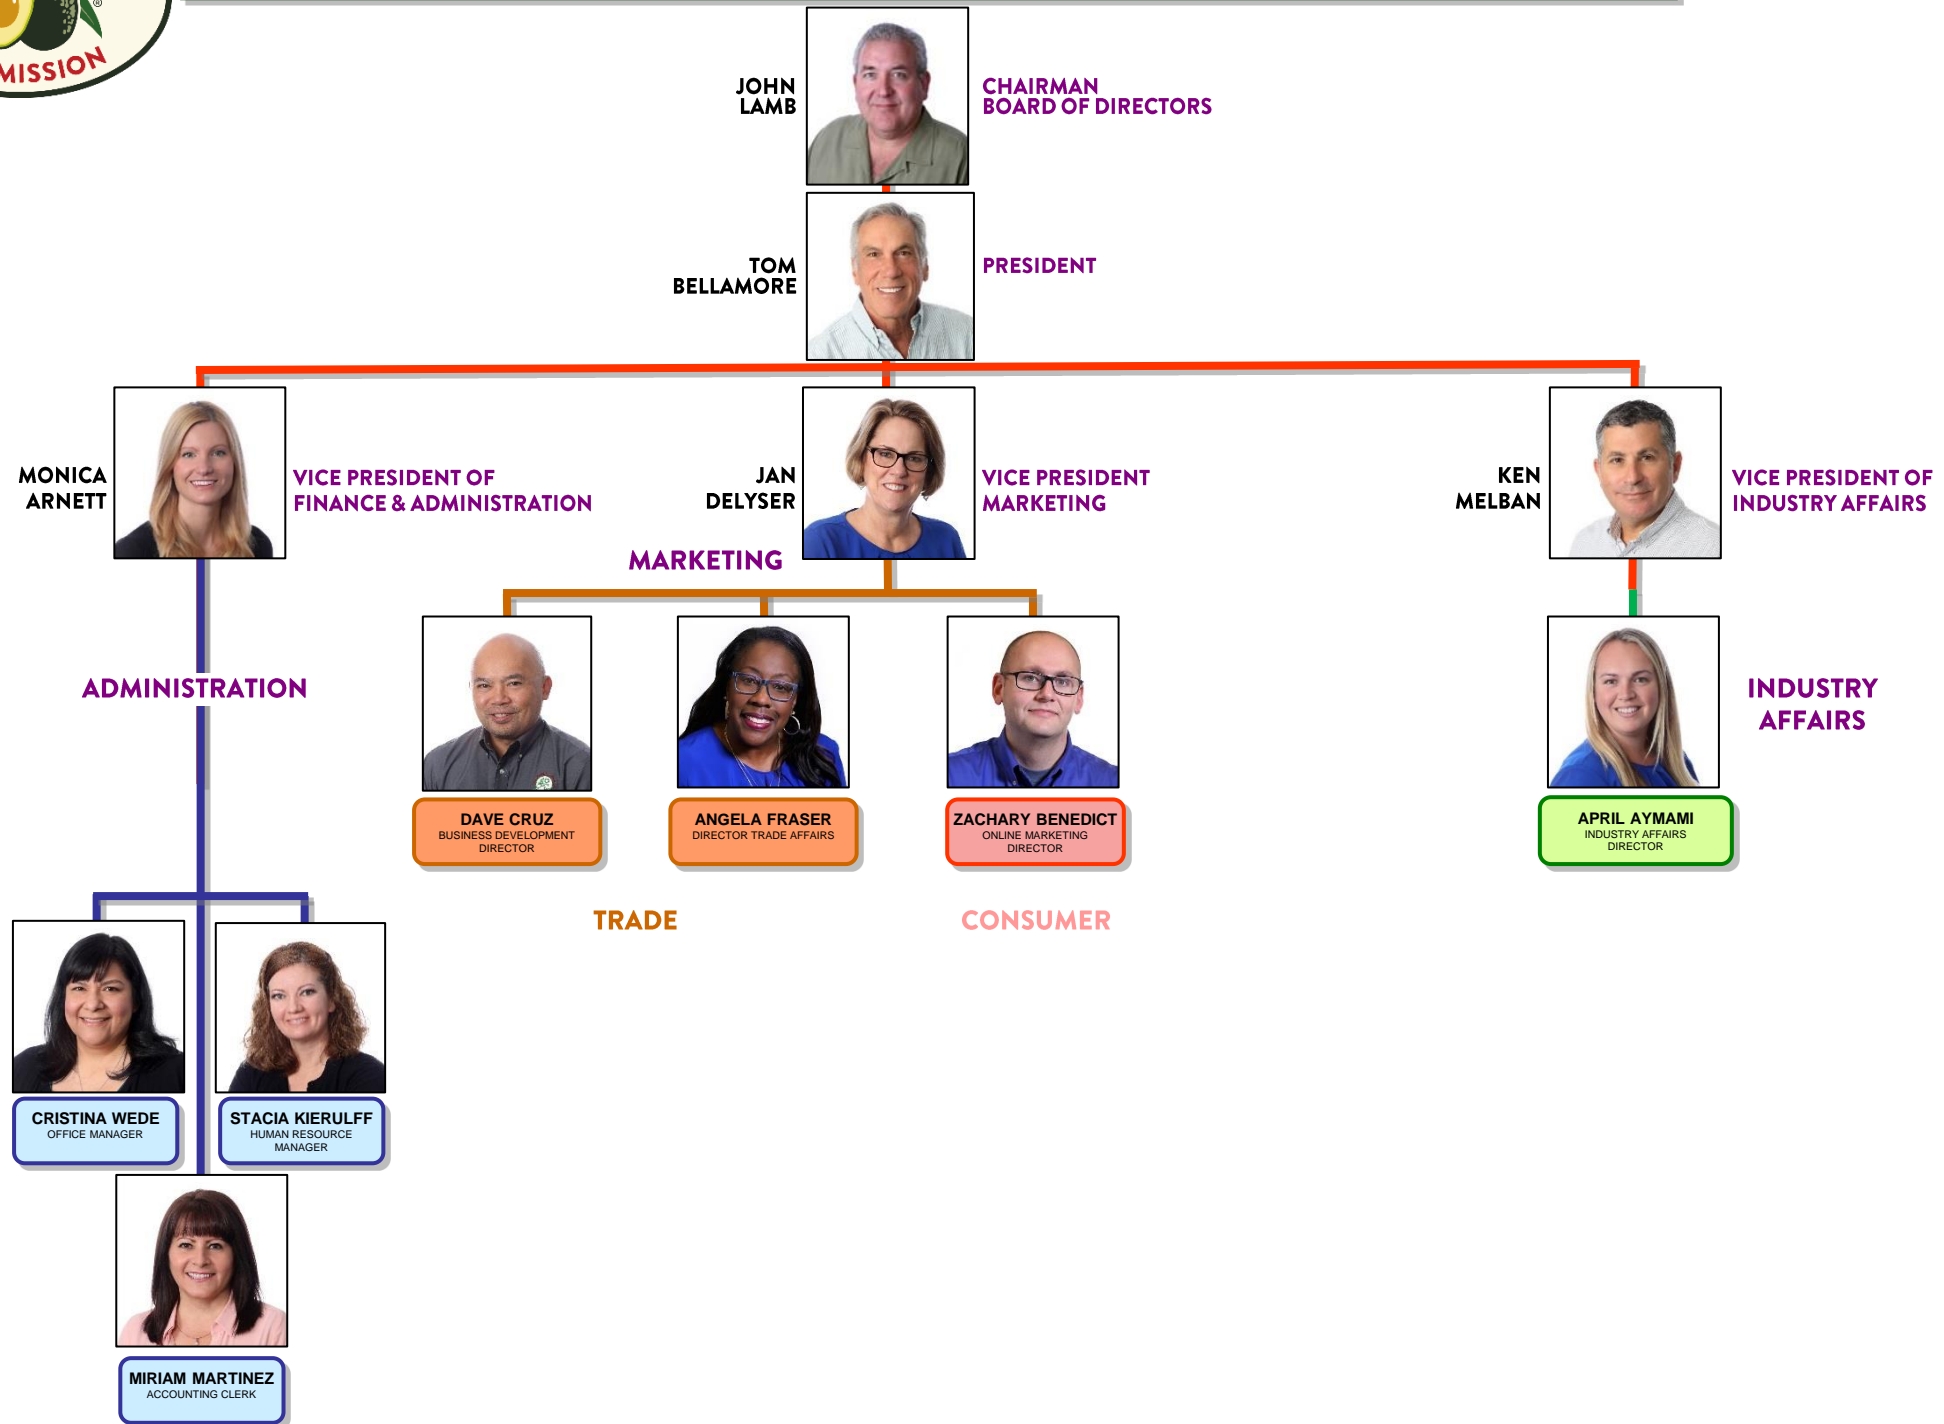 ®
MISSION
JOHN
LAMB
CHAIRMAN
BOARD OF DIRECTORS
TOM
BELLAMORE
PRESIDENT
MONICA
ARNETT
VICE PRESIDENT OF
FINANCE & ADMINISTRATION
JAN
DELYSER
VICE PRESIDENT
MARKETING
KEN
MELBAN
VICE PRESIDENT OF
INDUSTRY AFFAIRS
MARKETING
ADMINISTRATION
INDUSTRY
AFFAIRS
DAVE CRUZ
BUSINESS DEVELOPMENT
DIRECTOR
ANGELA FRASER
DIRECTOR TRADE AFFAIRS
ZACHARY BENEDICT
ONLINE MARKETING
DIRECTOR
APRIL AYMAMI
INDUSTRY AFFAIRS
DIRECTOR
TRADE
CONSUMER
CRISTINA WEDE
OFFICE MANAGER
STACIA KIERULFF
HUMAN RESOURCE
MANAGER
MIRIAM MARTINEZ
ACCOUNTING CLERK